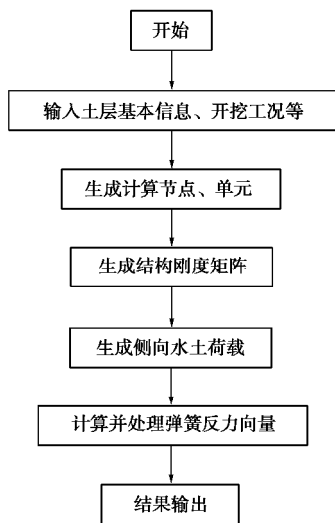 开始
输入土层基本信息、开挖工况等
生成计算节点、单元
生成结构刚度矩阵
生成侧向水土荷载
计算并处理弹簧反力向量
结果输出